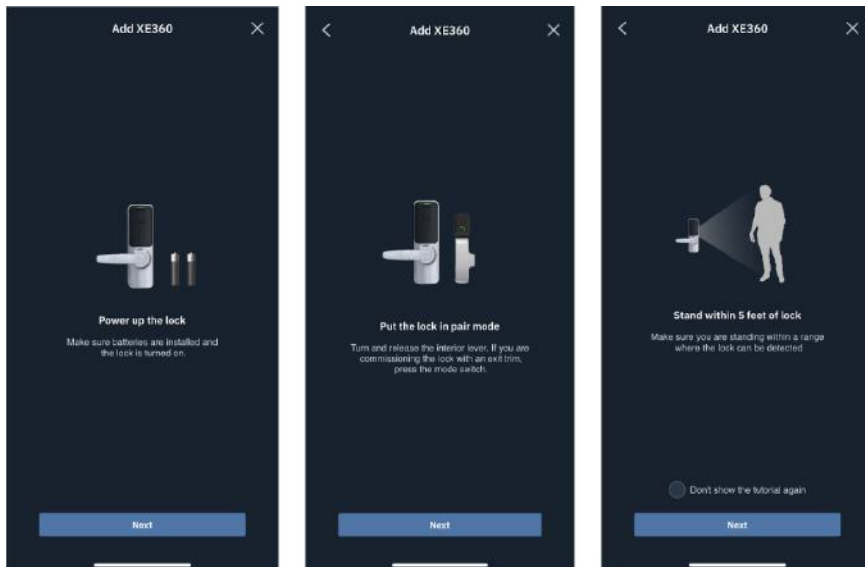 Add XE360
Power up the lock
Make sure batteries are installed and
the lock is turned on.
Next
Add XE360
Put the lock in pair mode
Turn and release the interior lever. If you are
commissioning the lock with an exit trim,
press the mode switch.
Next
Add XE360
Stand within 5 feet of lock
Make sure you are standing within a range
where the lock can be detected
Don't show the tutorial again
Next